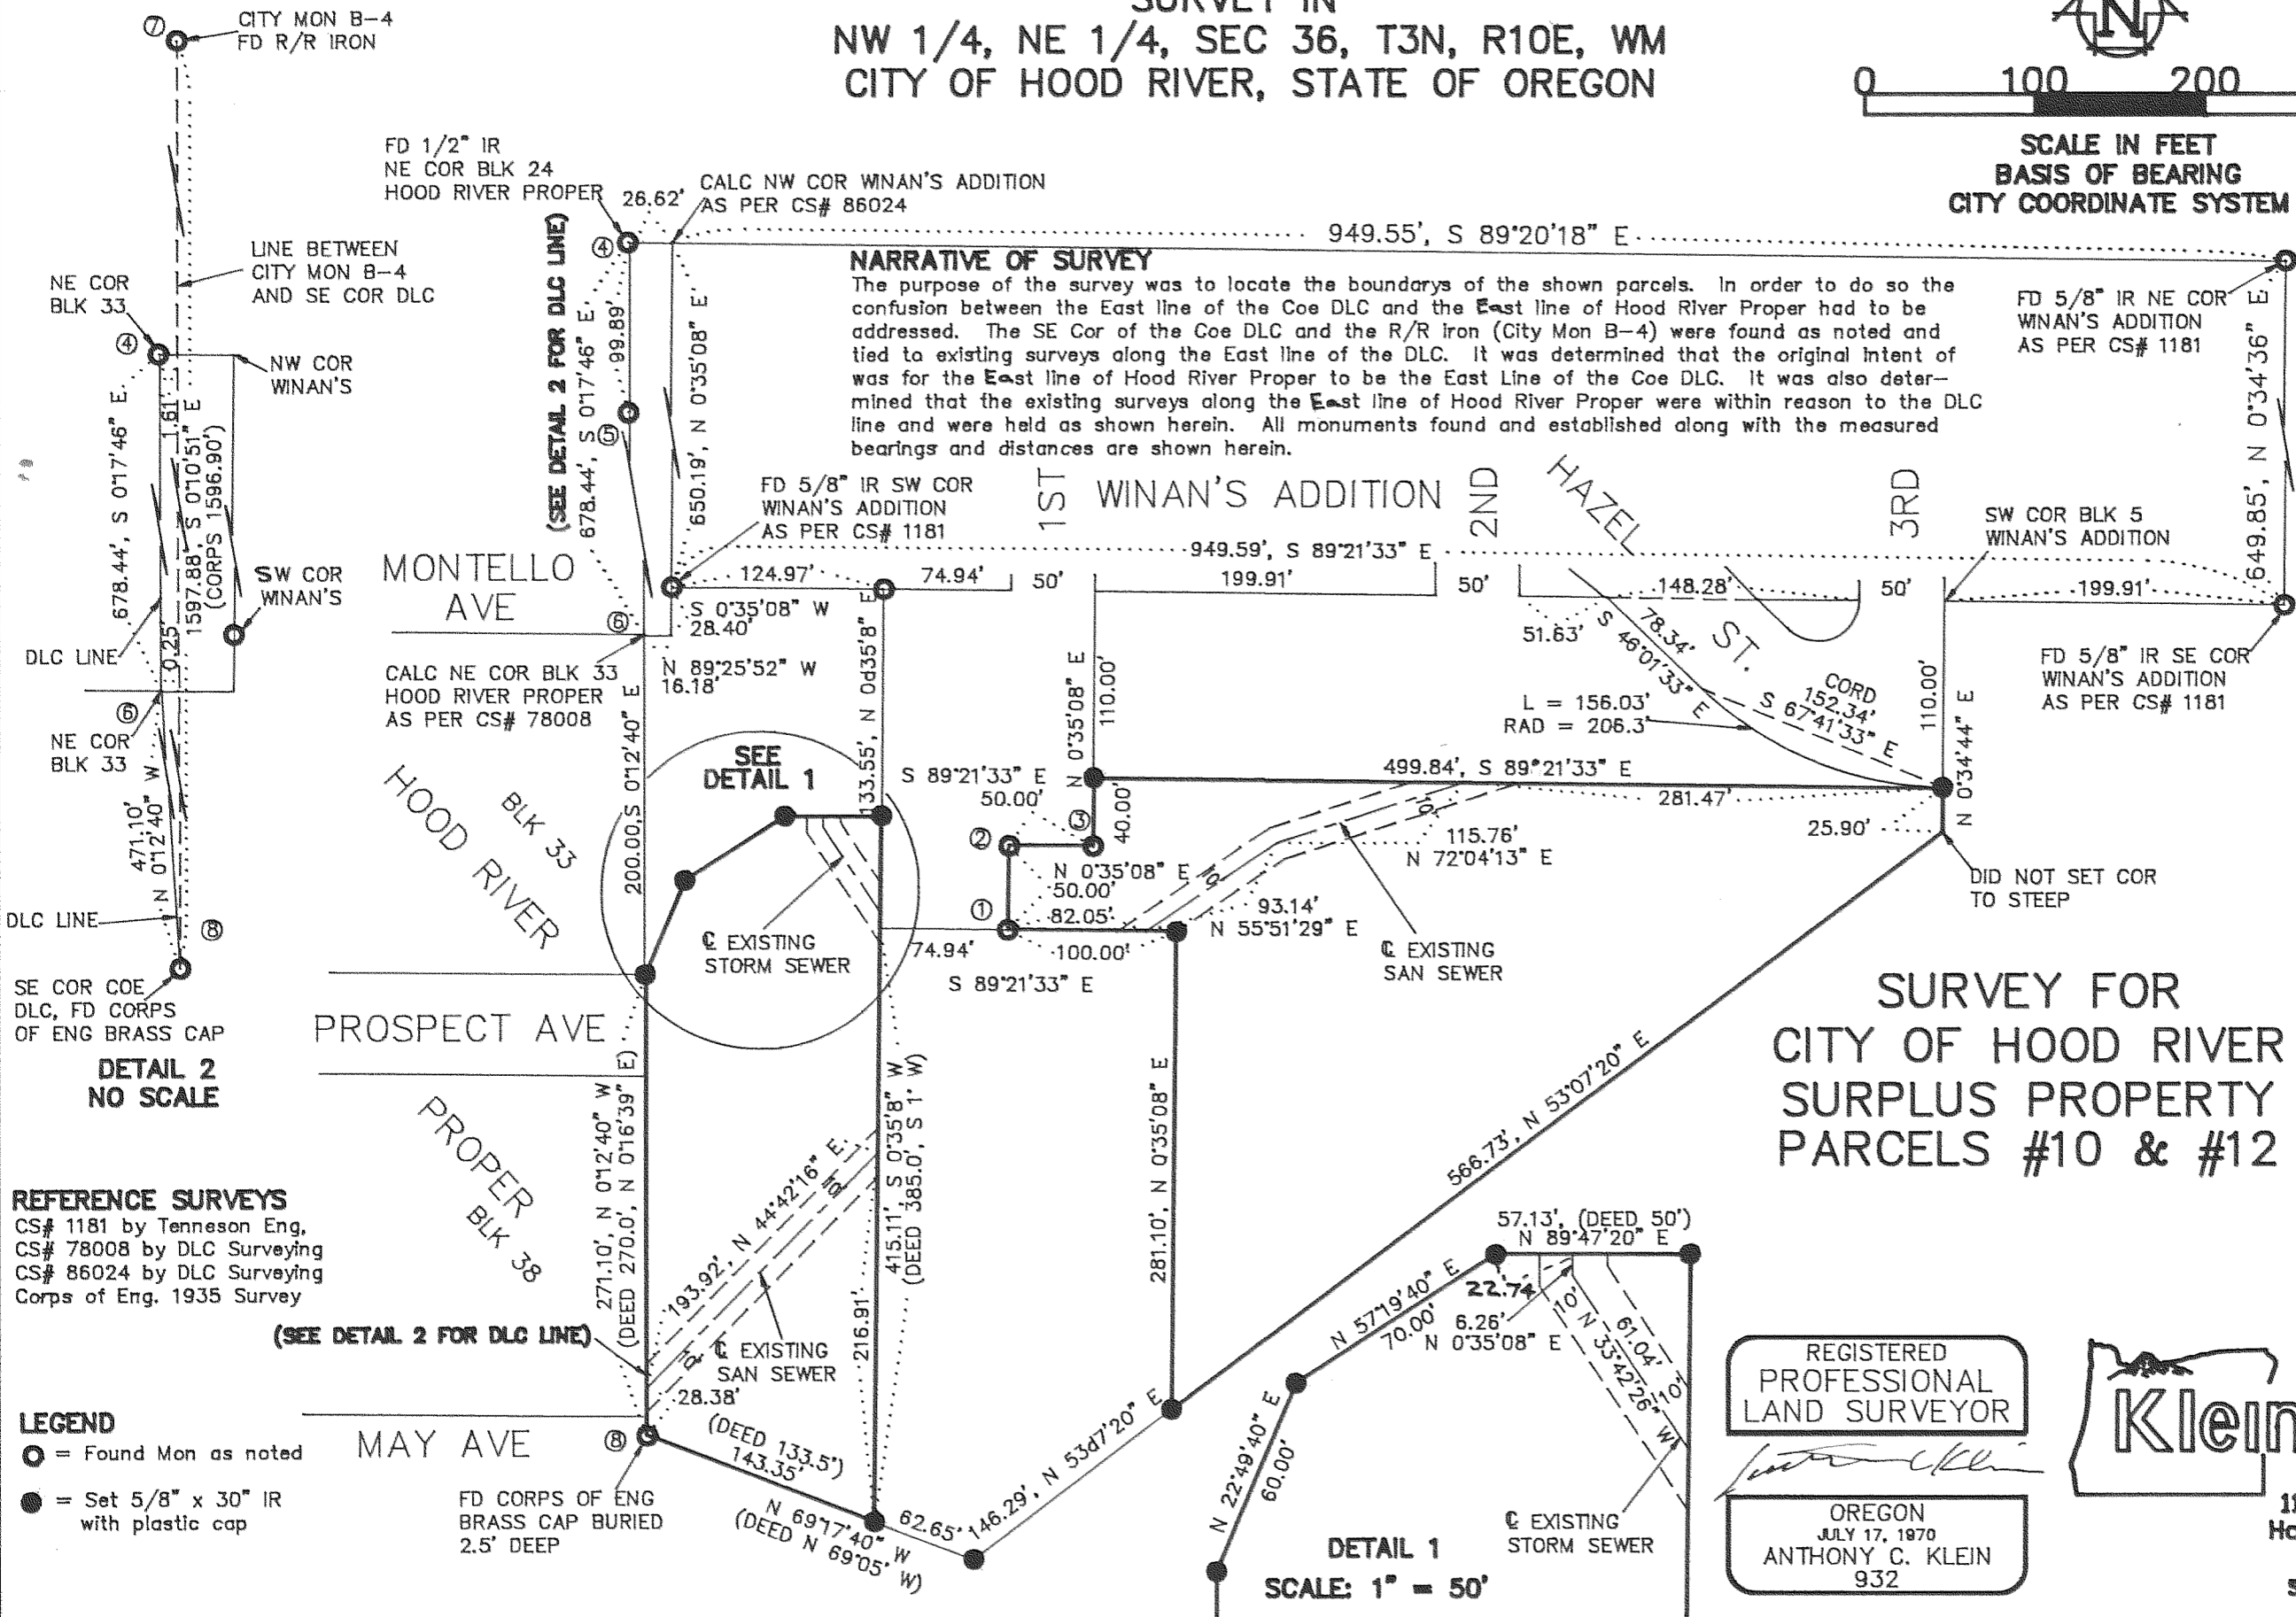 SURVEY IN
NW 1/4, NE 1/4, SEC 36, T3N, R10E, WM
CITY OF HOOD RIVER, STATE OF OREGON
N
0 100 200
SCALE IN FEET
BASIS OF BEARING
CITY COORDINATE SYSTEM
⑦
CITY MON B-4
FD R/R IRON
LINE BETWEEN
CITY MON B-4
AND SE COR DLC
NE COR
BLK 33
④
NW COR
WINAN'S
678.44', S 0°17'46" E
1.61'
1597.88', S 0°10'51" E
(CORPS 1596.90')
SW COR
WINAN'S
DLC LINE
0.25
⑥
NE COR
BLK 33
471.10'
N 0°12'40" W
DLC LINE
⑧
SE COR COE
DLC, FD CORPS
OF ENG BRASS CAP
DETAIL 2
NO SCALE
FD 1/2" IR
NE COR BLK 24
HOOD RIVER PROPER
26.62'
CALC NW COR WINAN'S ADDITION
AS PER CS# 86024
949.55', S 89°20'18" E
④
(SEE DETAIL 2 FOR DLC LINE)
678.44', S 0°17'46" E
99.89'
⑤
650.19', N 0°35'08" E
NARRATIVE OF SURVEY
The purpose of the survey was to locate the boundarys of the shown parcels. In order to do so the
confusion between the East line of the Coe DLC and the East line of Hood River Proper had to be
addressed. The SE Cor of the Coe DLC and the R/R Iron (City Mon B-4) were found as noted and
tied to existing surveys along the East line of the DLC. It was determined that the original intent of
was for the East line of Hood River Proper to be the East Line of the Coe DLC. It was also deter-
mined that the existing surveys along the East line of Hood River Proper were within reason to the DLC
line and were held as shown herein. All monuments found and established along with the measured
bearings and distances are shown herein.
FD 5/8" IR NE COR
WINAN'S ADDITION
AS PER CS# 1181
649.85', N 0°34'36" E
FD 5/8" IR SW COR
WINAN'S ADDITION
AS PER CS# 1181
1ST
WINAN'S ADDITION
2ND
HAZEL
ST.
3RD
SW COR BLK 5
WINAN'S ADDITION
949.59', S 89°21'33" E
MONTELLO
AVE
124.97'
74.94'
50'
199.91'
50'
148.28'
50'
199.91'
S 0°35'08" W
28.40'
⑥
N 89°25'52" W
16.18'
CALC NE COR BLK 33
HOOD RIVER PROPER
AS PER CS# 78008
51.63'
78.34'
S 46°01'33" E
L = 156.03'
RAD = 206.3'
CORD
152.34'
S 67°41'33" E
FD 5/8" IR SE COR
WINAN'S ADDITION
AS PER CS# 1181
110.00'
N 0°34'44" E
200.00, S 0°12'40" E
133.55', N 0d35'8" E
SEE
DETAIL 1
HOOD RIVER
BLK 33
N 0°35'08" E
110.00'
S 89°21'33" E
50.00'
499.84', S 89°21'33" E
281.47'
25.90'
②
③
40.00'
N 0°35'08" E
50.00'
①
82.05'
100.00'
74.94'
S 89°21'33" E
10'
115.76'
N 72°04'13" E
10'
93.14'
N 55°51'29" E
℄ EXISTING
SAN SEWER
DID NOT SET COR
TO STEEP
℄ EXISTING
STORM SEWER
PROSPECT AVE
PROPER
BLK 38
271.10', N 0°12'40" W
(DEED 270.0', N 0°16'39" E)
193.92', N 44°42'16" E
10'
10'
415.11', S 0°35'8" W
(DEED 385.0', S 1° W)
216.91'
281.10', N 0°35'08" E
566.73', N 53°07'20" E
SURVEY FOR
CITY OF HOOD RIVER
SURPLUS PROPERTY
PARCELS #10 & #12
REFERENCE SURVEYS
CS# 1181 by Tenneson Eng,
CS# 78008 by DLC Surveying
CS# 86024 by DLC Surveying
Corps of Eng. 1935 Survey
(SEE DETAIL 2 FOR DLC LINE)
℄ EXISTING
SAN SEWER
28.38'
LEGEND
= Found Mon as noted
= Set 5/8" x 30" IR
with plastic cap
MAY AVE
⑧
FD CORPS OF ENG
BRASS CAP BURIED
2.5' DEEP
(DEED 133.5')
143.35'
N 69°17'40" W
(DEED N 69°05' W)
62.65'
146.29', N 53d7'20" E
57.13', (DEED 50')
N 89°47'20" E
22.74
N 57°19'40" E
70.00'
6.26'
N 0°35'08" E
10'
61.04'
N 33°42'26" W
10'
N 22°49'40" E
60.00'
℄ EXISTING
STORM SEWER
DETAIL 1
SCALE: 1" = 50'
REGISTERED
PROFESSIONAL
LAND SURVEYOR
OREGON
JULY 17, 1970
ANTHONY C. KLEIN
932
Klein